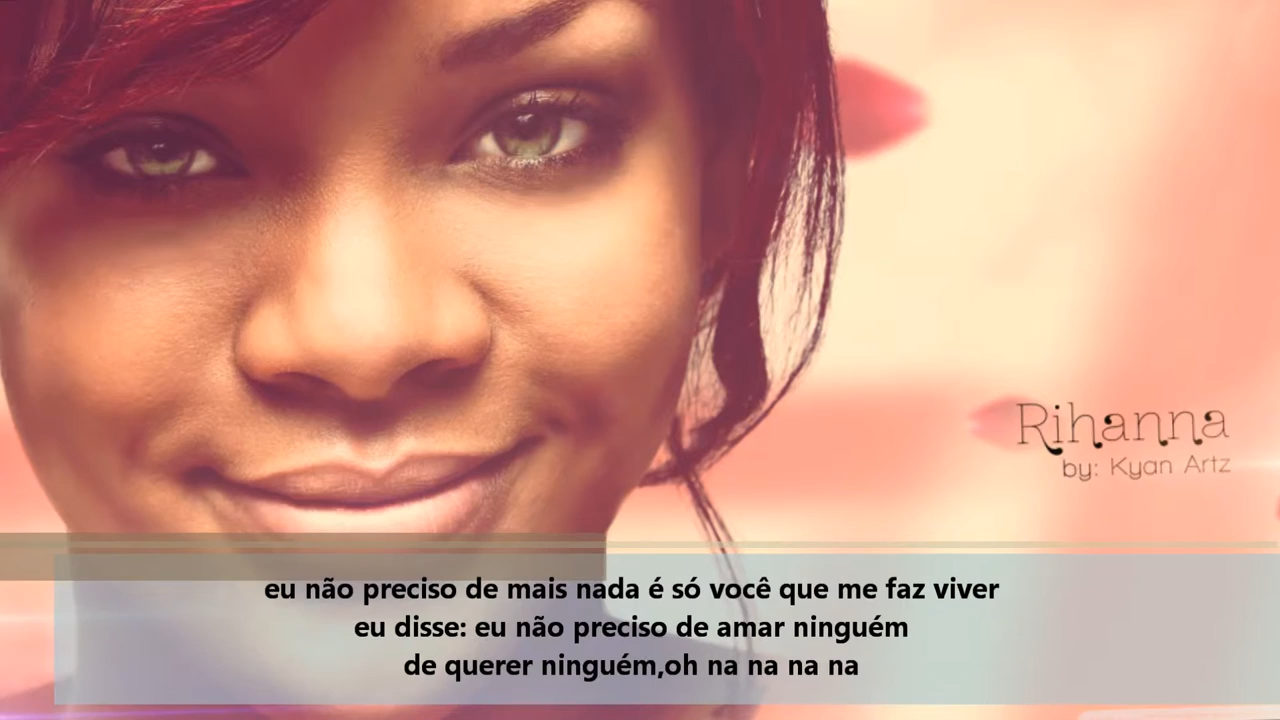 Rihanna
by: Kyan Artz
eu não preciso de mais nada é só você que me faz viver
eu disse: eu não preciso de amar ninguém
de querer ninguém,oh na na na na